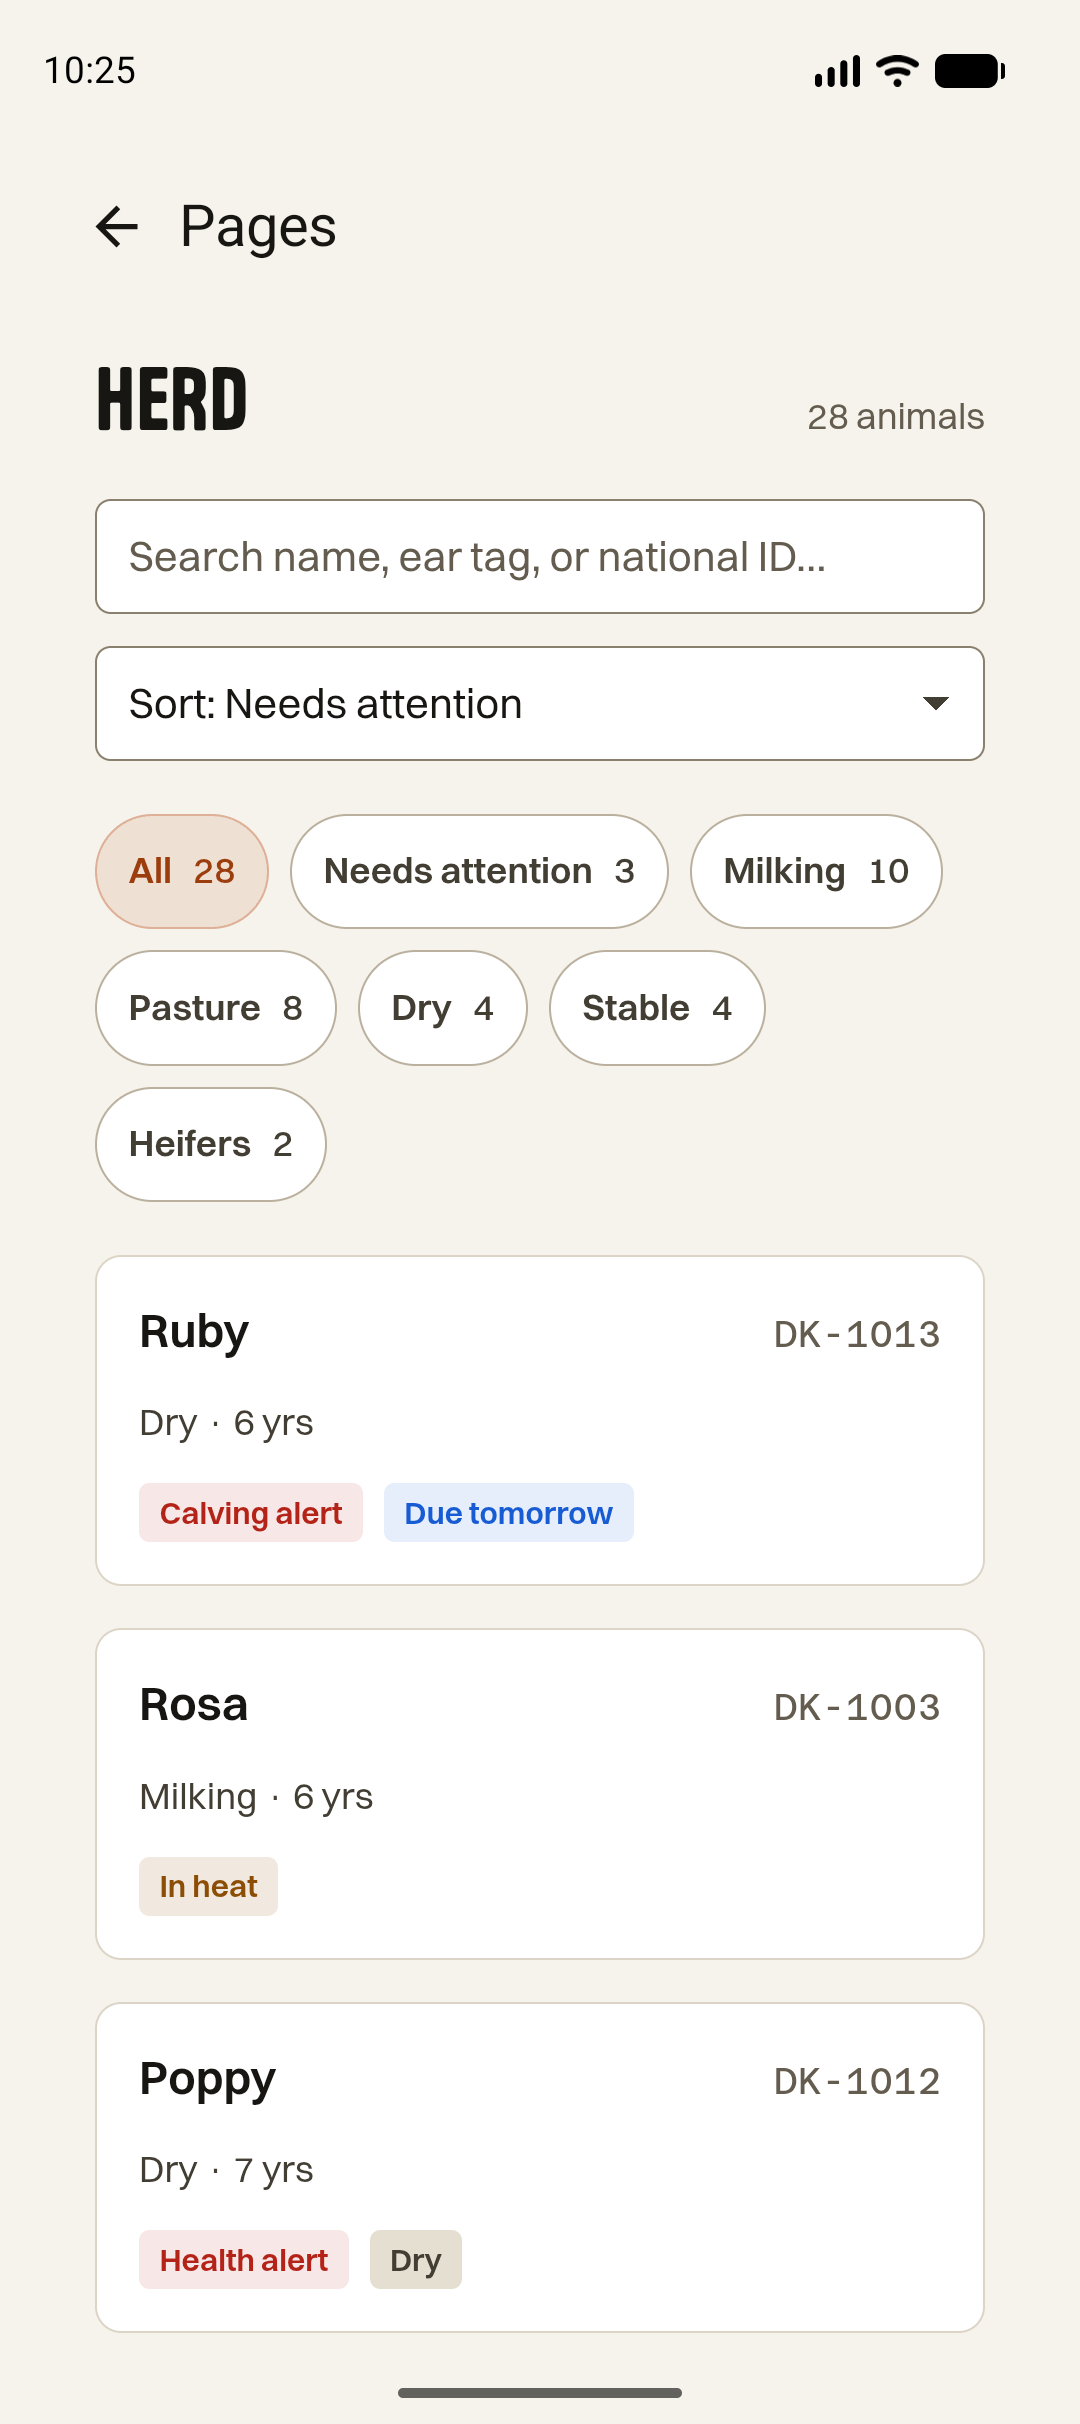 10:25
Pages
HERD
28 animals
Search name, ear tag, or national ID...
Sort: Needs attention
All 28
Needs attention 3
Milking 10
Pasture 8
Dry 4
Stable 4
Heifers 2
Ruby
DK-1013
Dry · 6 yrs
Calving alert
Due tomorrow
Rosa
DK-1003
Milking · 6 yrs
In heat
Poppy
DK-1012
Dry · 7 yrs
Health alert
Dry